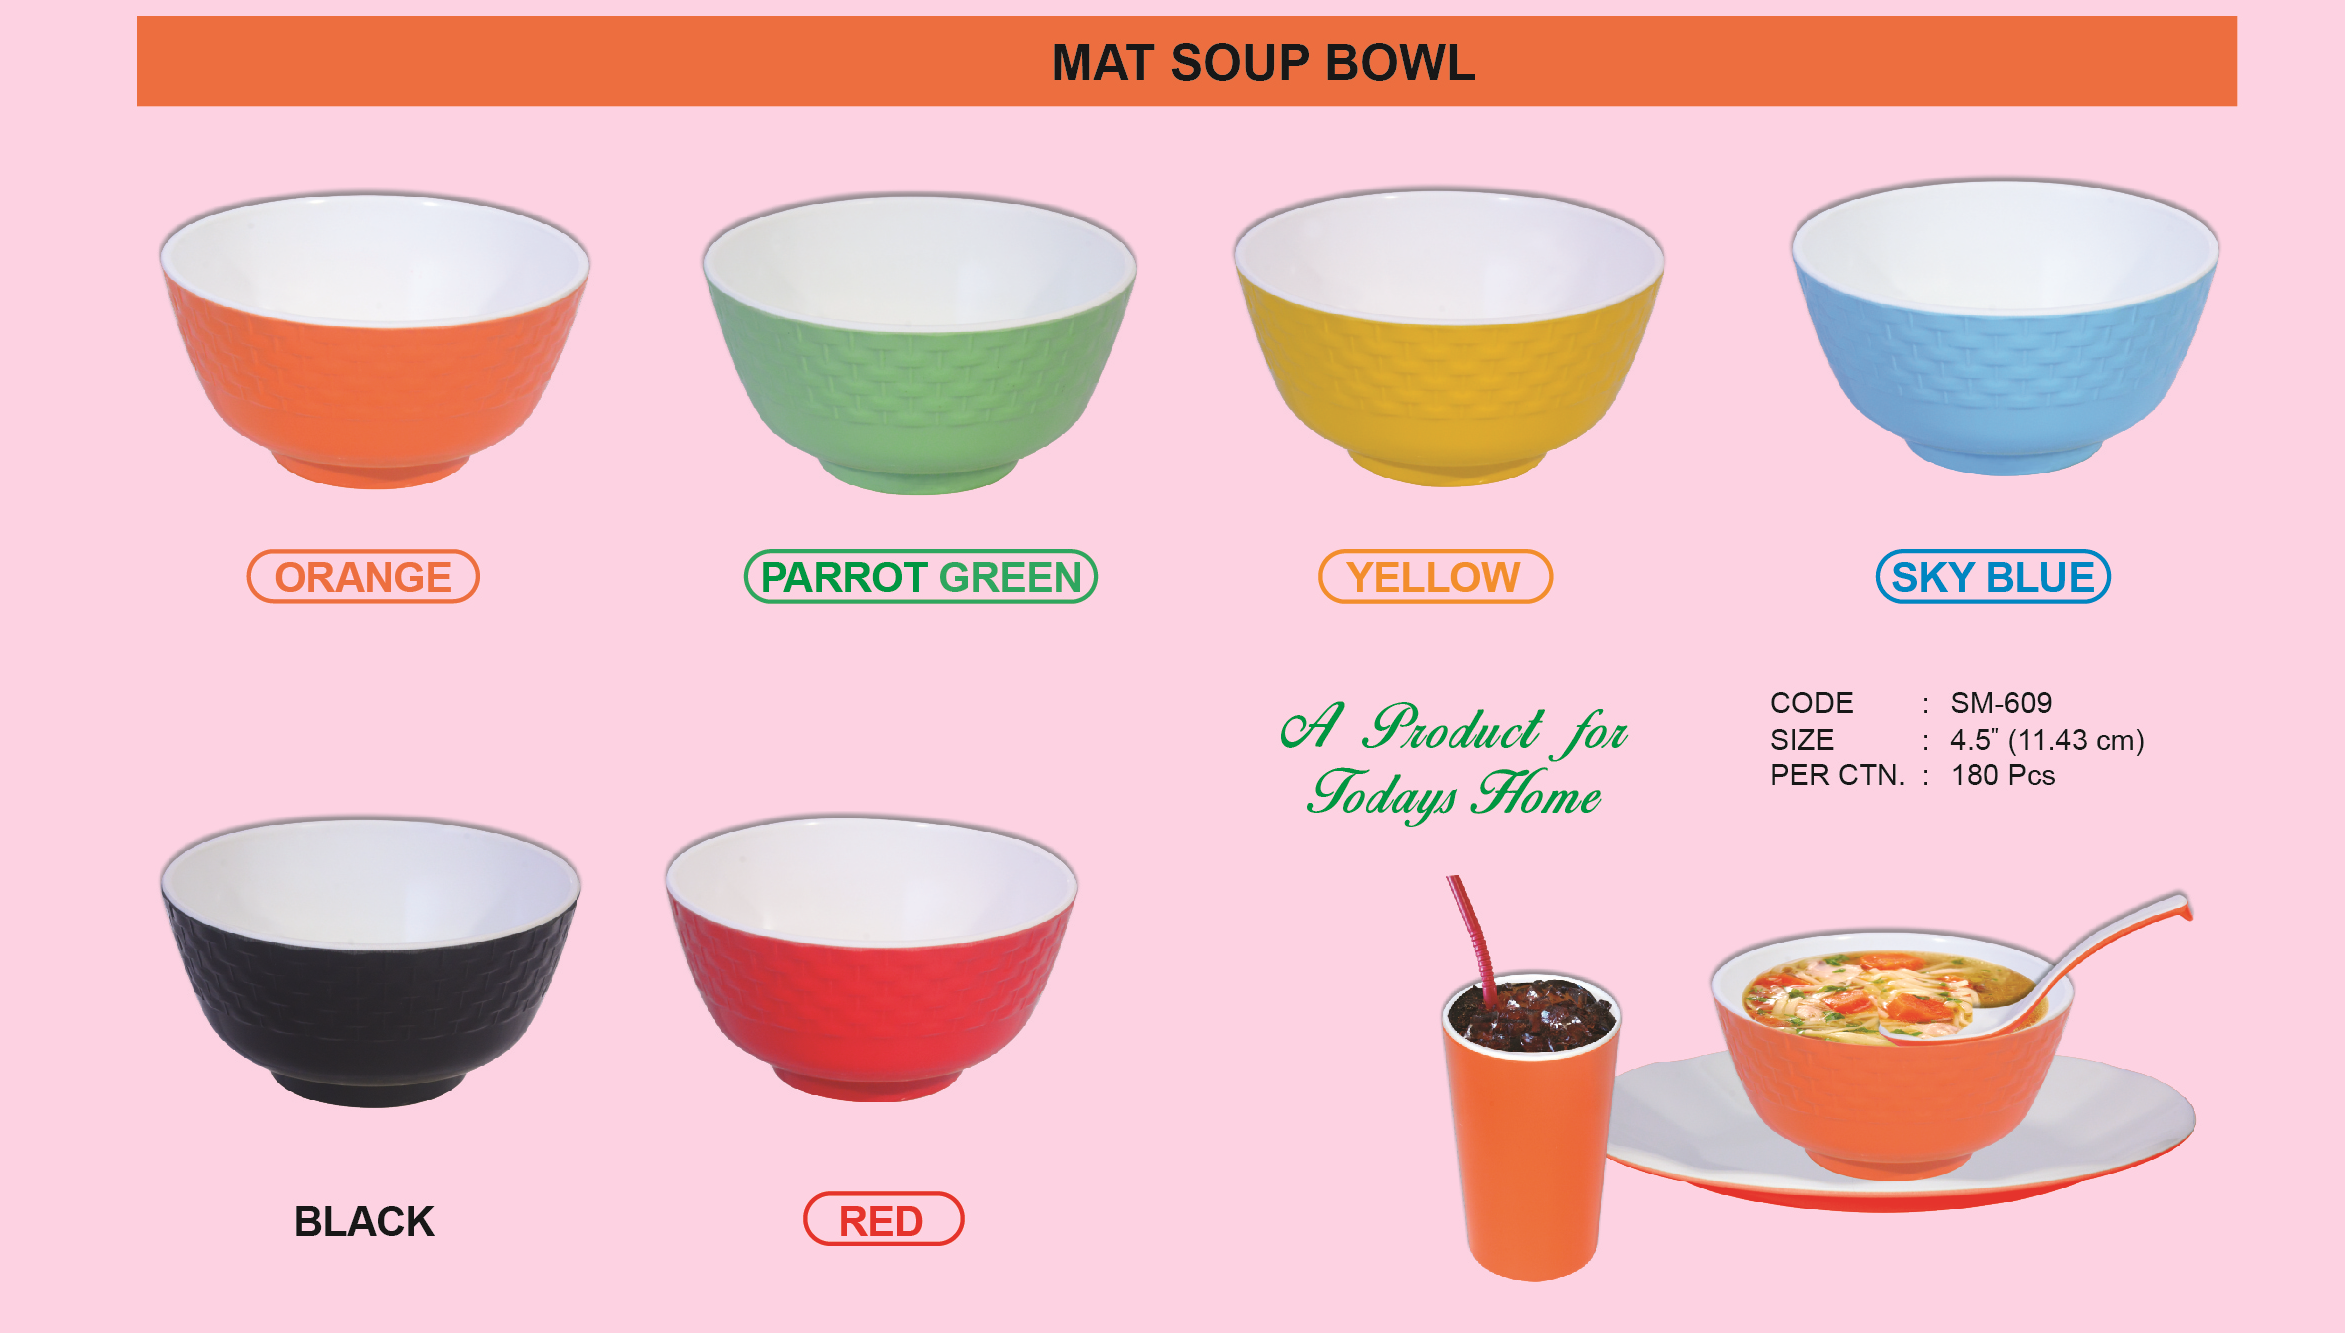 MAT SOUP BOWL
ORANGE
PARROT GREEN
YELLOW
SKY BLUE
A Product for
Todays Home
CODE : SM-609
SIZE : 4.5" (11.43 cm)
PER CTN. : 180 Pcs
BLACK
RED